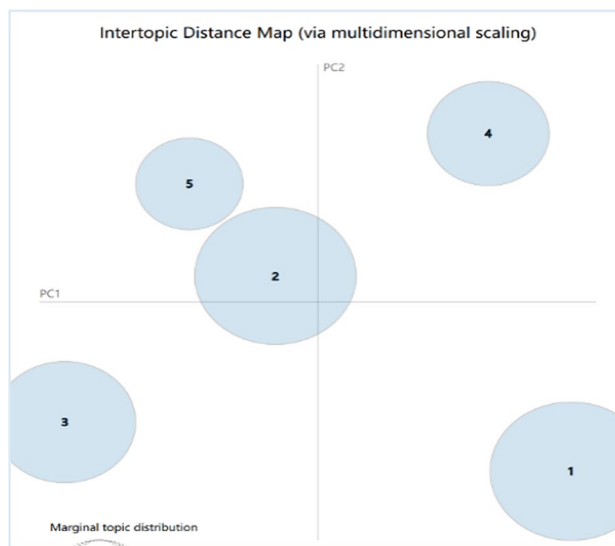 Intertopic Distance Map (via multidimensional scaling)
PC2
4
5
2
PC1
3
1
Marginal topic distribution